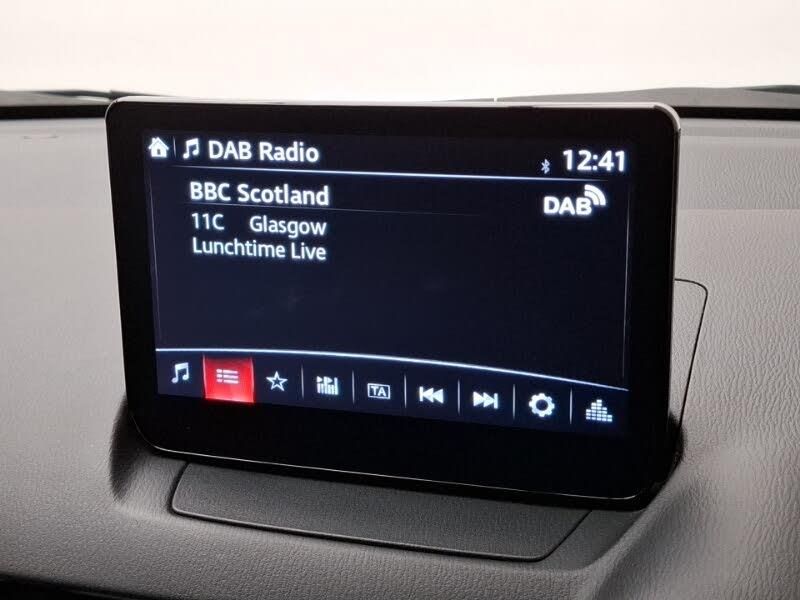 DAB Radio 12:41
BBC Scotland DAB
11C Glasgow
Lunchtime Live
TA